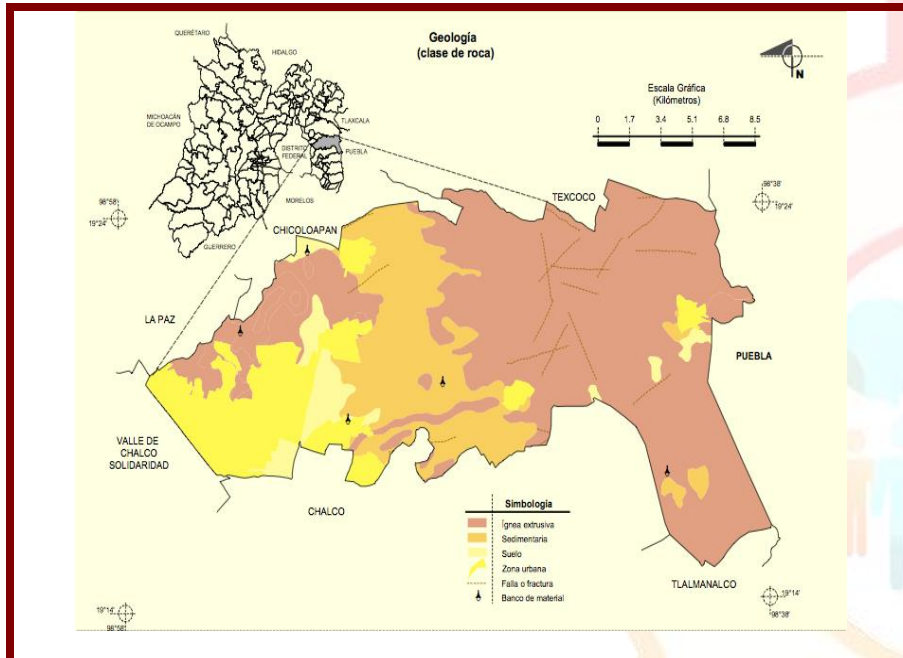 Geología
(clase de roca)
QUERÉTARO
HIDALGO
MICHOACÁN
DE OCAMPO
TLAXCALA
DISTRITO
FEDERAL
PUEBLA
MORELOS
GUERRERO
N
Escala Gráfica
(Kilómetros)
0 1.7 3.4 5.1 6.8 8.5
98°58'
19°24'
98°38'
19°24'
TEXCOCO
CHICOLOAPAN
LA PAZ
PUEBLA
VALLE DE
CHALCO
SOLIDARIDAD
CHALCO
TLALMANALCO
Simbología
Ígnea extrusiva
Sedimentaria
Suelo
Zona urbana
Falla o fractura
Banco de material
19°14'
98°58'
19°14'
98°38'